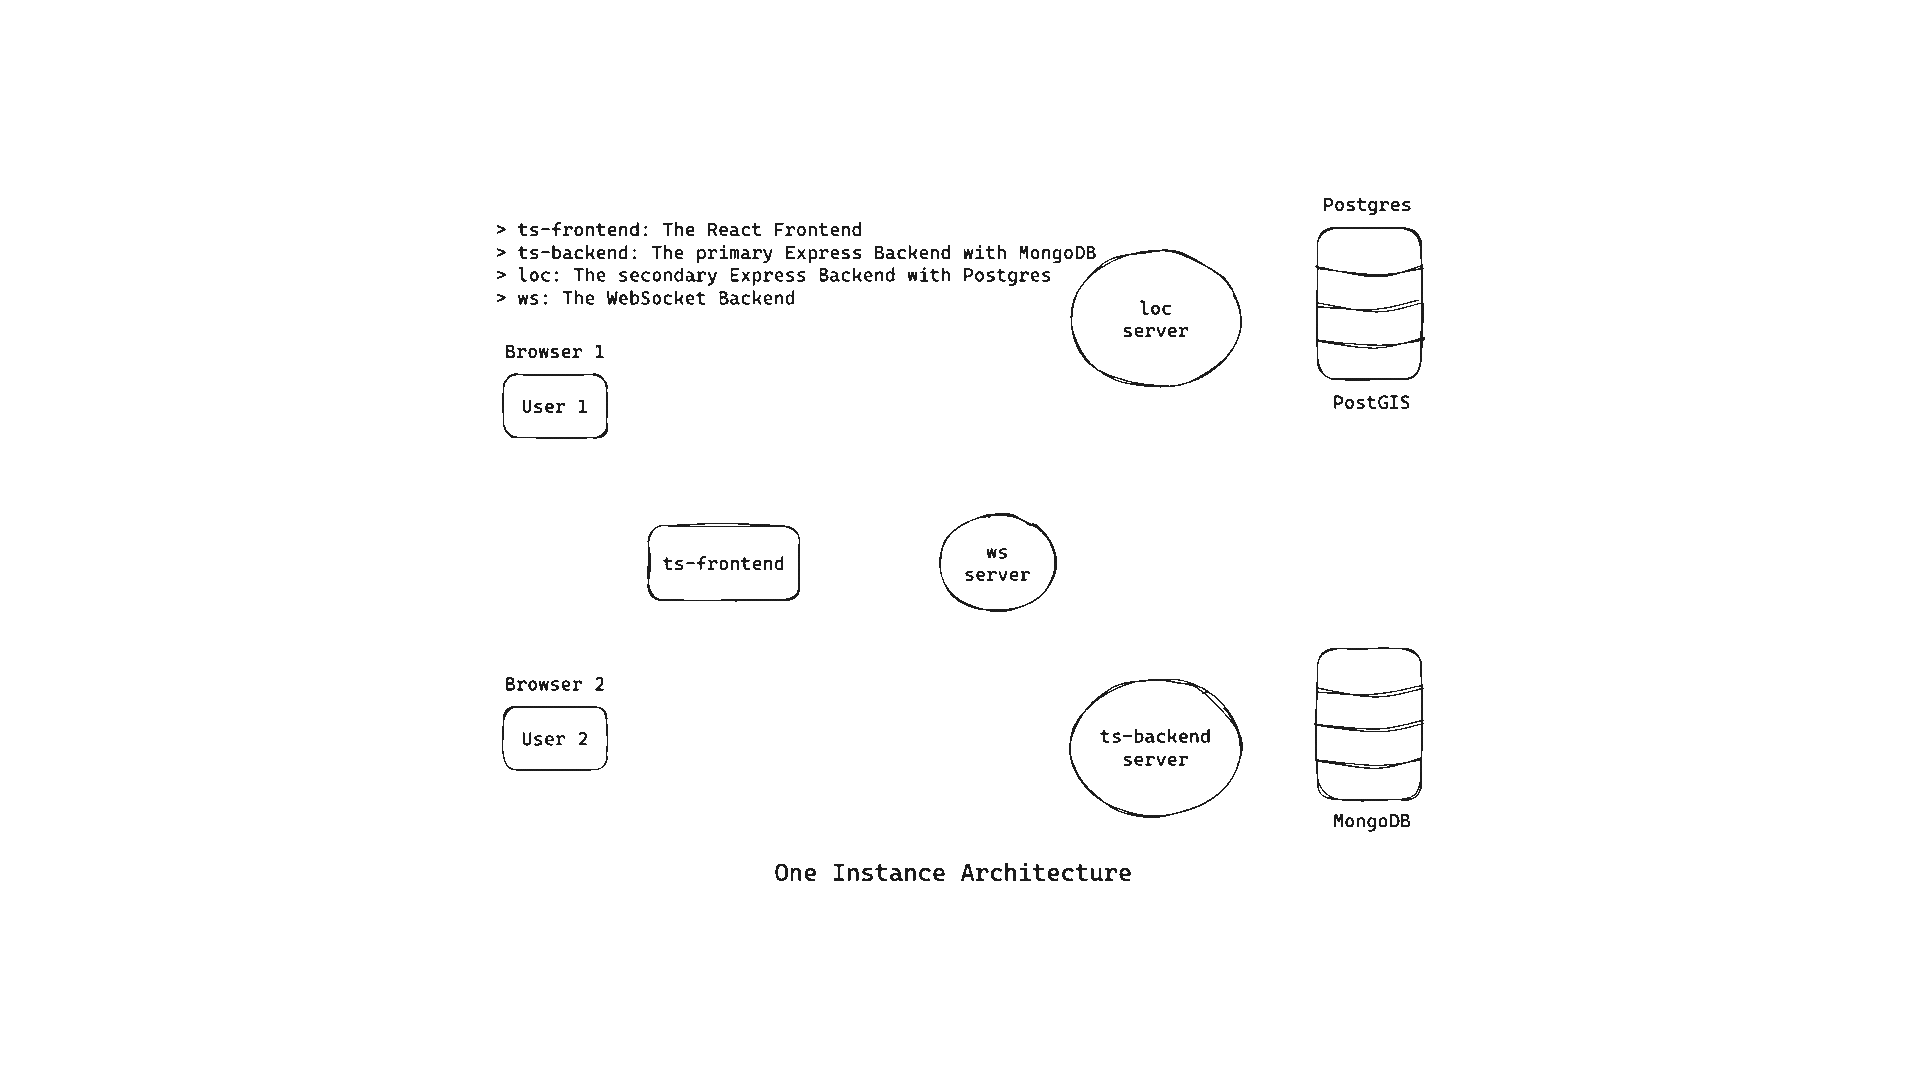 > ts-frontend: The React Frontend
> ts-backend: The primary Express Backend with MongoDB
> loc: The secondary Express Backend with Postgres
> ws: The WebSocket Backend
Postgres
loc
server
PostGIS
Browser 1
User 1
ts-frontend
ws
server
Browser 2
User 2
ts-backend
server
MongoDB
One Instance Architecture